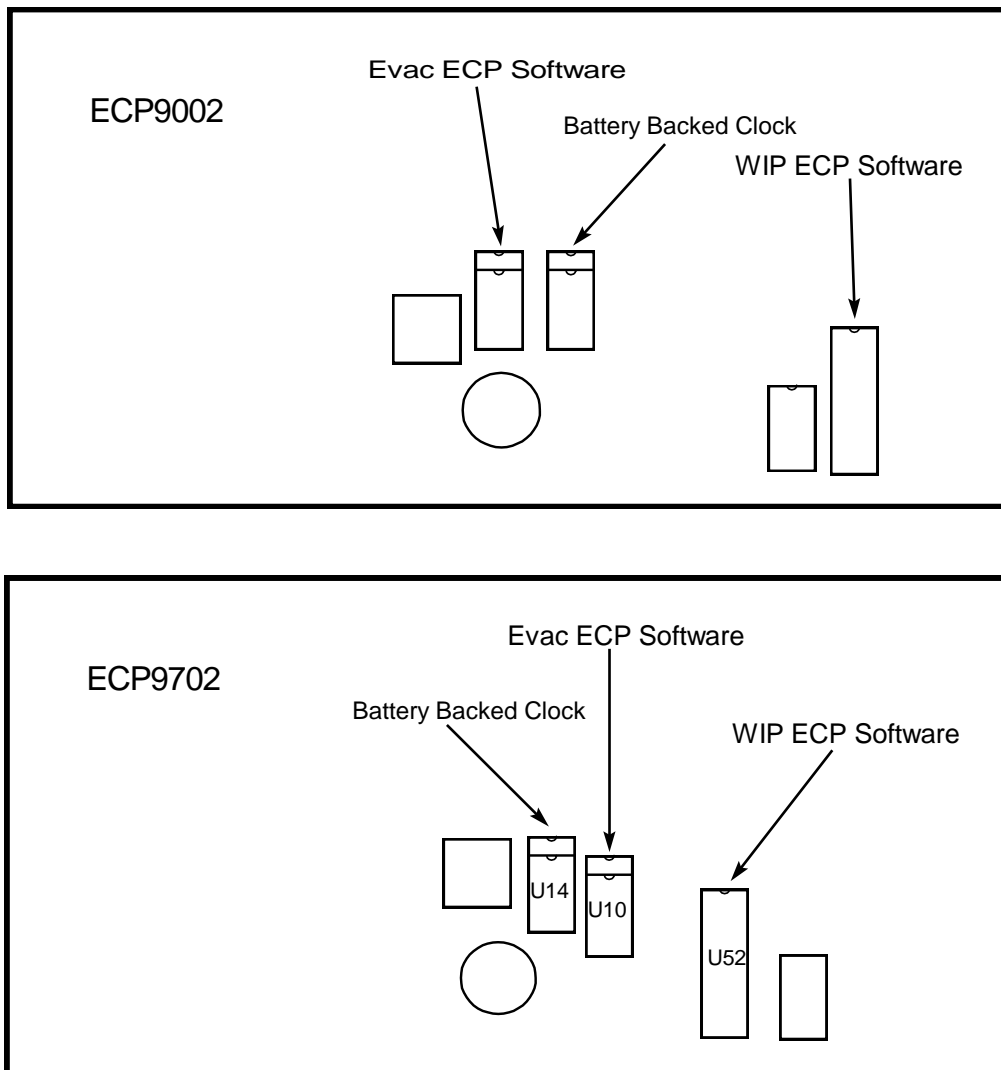 Evac ECP Software
ECP9002
Battery Backed Clock
WIP ECP Software
Evac ECP Software
ECP9702
Battery Backed Clock
WIP ECP Software
U14
U10
U52